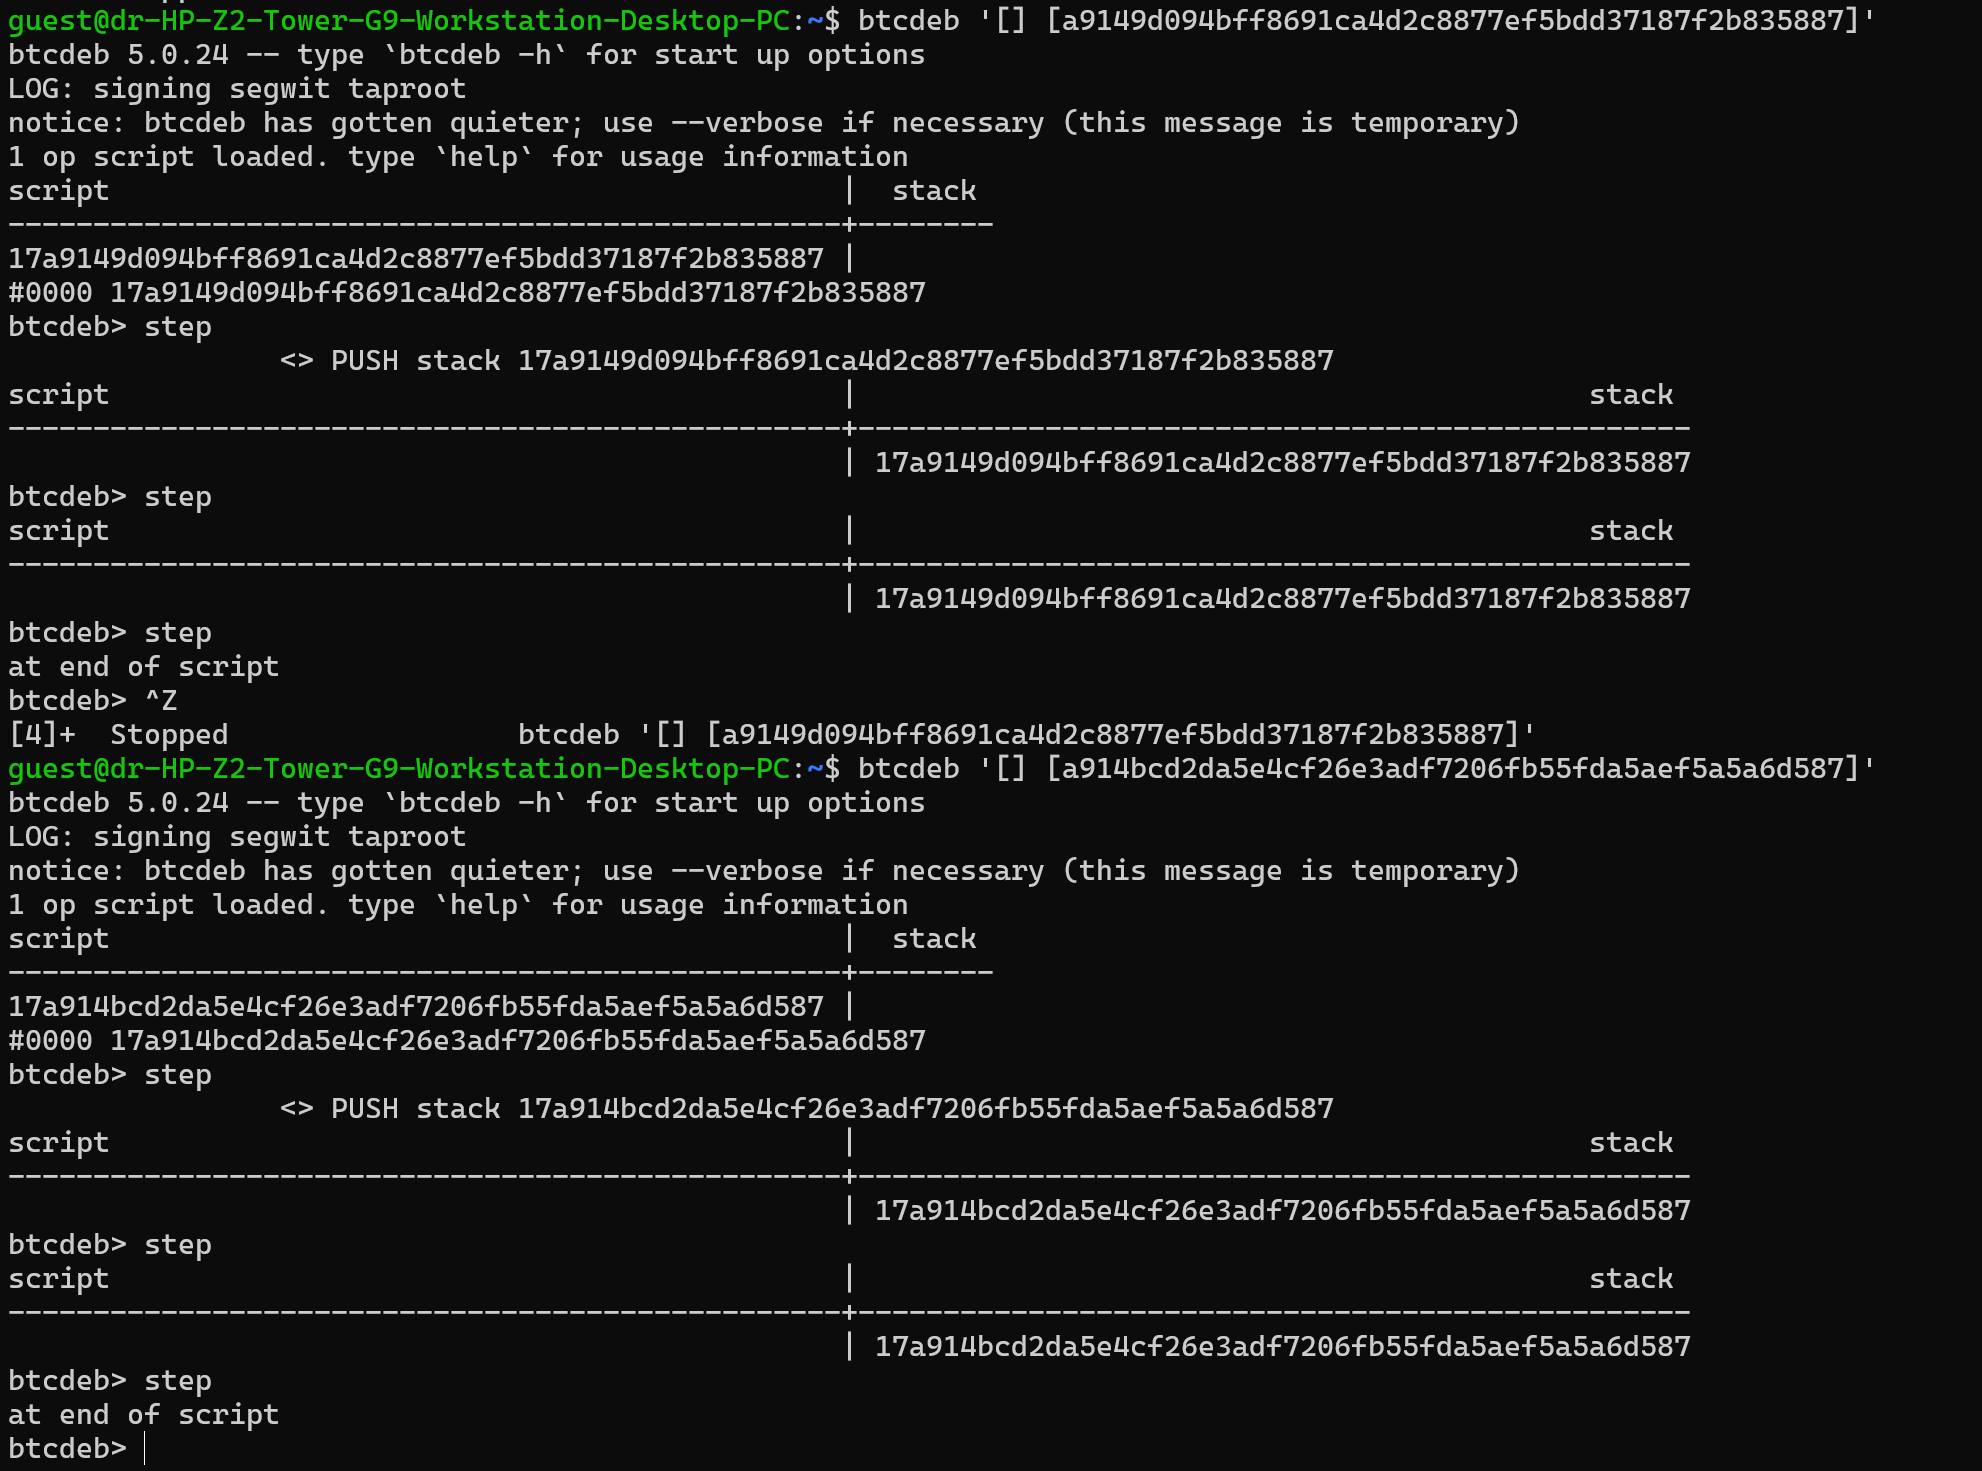 guest@dr-HP-Z2-Tower-G9-Workstation-Desktop-PC:~$ btcdeb '[] [a9149d094bff8691ca4d2c8877ef5bdd37187f2b835887]'
btcdeb 5.0.24 -- type `btcdeb -h` for start up options
LOG: signing segwit taproot
notice: btcdeb has gotten quieter; use --verbose if necessary (this message is temporary)
1 op script loaded. type `help` for usage information
script                                           |  stack
-------------------------------------------------+--------
17a9149d094bff8691ca4d2c8877ef5bdd37187f2b835887 |
#0000 17a9149d094bff8691ca4d2c8877ef5bdd37187f2b835887
btcdeb> step
                <> PUSH stack 17a9149d094bff8691ca4d2c8877ef5bdd37187f2b835887
script                                           |                                           stack
-------------------------------------------------+-------------------------------------------------
                                                 | 17a9149d094bff8691ca4d2c8877ef5bdd37187f2b835887
btcdeb> step
script                                           |                                           stack
-------------------------------------------------+-------------------------------------------------
                                                 | 17a9149d094bff8691ca4d2c8877ef5bdd37187f2b835887
btcdeb> step
at end of script
btcdeb> ^Z
[4]+  Stopped                 btcdeb '[] [a9149d094bff8691ca4d2c8877ef5bdd37187f2b835887]'
guest@dr-HP-Z2-Tower-G9-Workstation-Desktop-PC:~$ btcdeb '[] [a914bcd2da5e4cf26e3adf7206fb55fda5aef5a5a6d587]'
btcdeb 5.0.24 -- type `btcdeb -h` for start up options
LOG: signing segwit taproot
notice: btcdeb has gotten quieter; use --verbose if necessary (this message is temporary)
1 op script loaded. type `help` for usage information
script                                           |  stack
-------------------------------------------------+--------
17a914bcd2da5e4cf26e3adf7206fb55fda5aef5a5a6d587 |
#0000 17a914bcd2da5e4cf26e3adf7206fb55fda5aef5a5a6d587
btcdeb> step
                <> PUSH stack 17a914bcd2da5e4cf26e3adf7206fb55fda5aef5a5a6d587
script                                           |                                           stack
-------------------------------------------------+-------------------------------------------------
                                                 | 17a914bcd2da5e4cf26e3adf7206fb55fda5aef5a5a6d587
btcdeb> step
script                                           |                                           stack
-------------------------------------------------+-------------------------------------------------
                                                 | 17a914bcd2da5e4cf26e3adf7206fb55fda5aef5a5a6d587
btcdeb> step
at end of script
btcdeb>